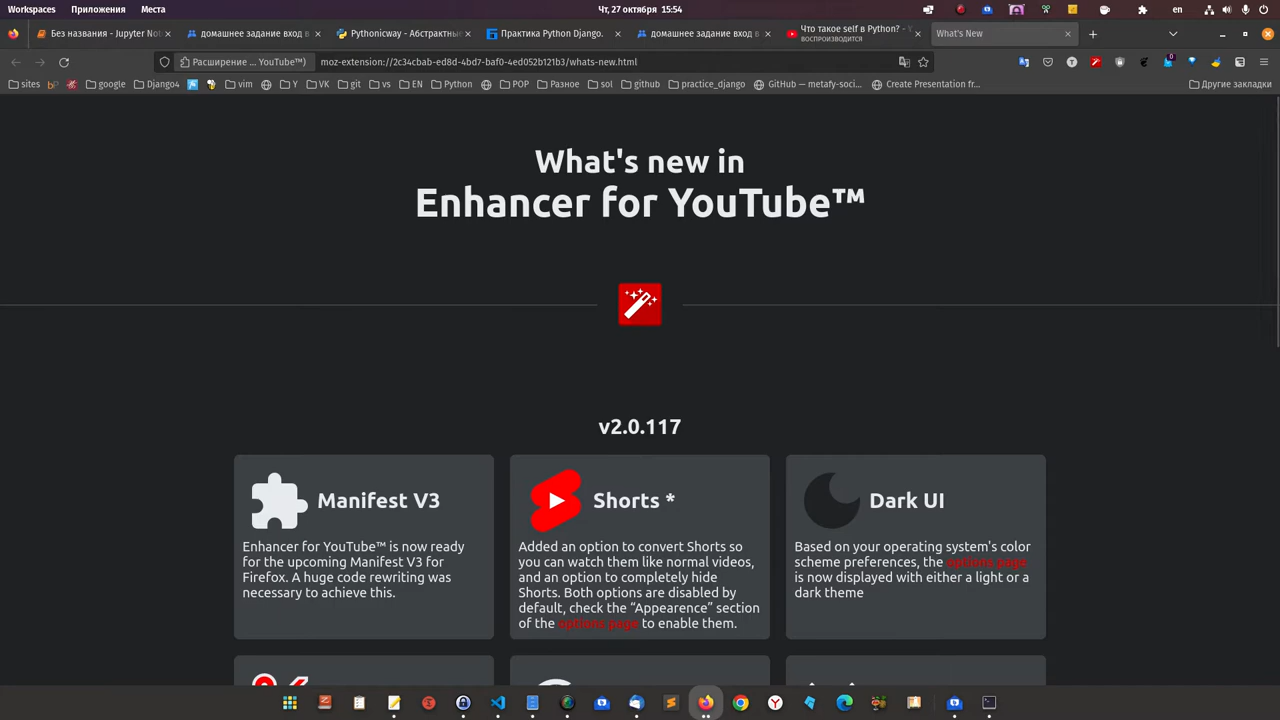 Workspaces Приложения Места Чт, 27 октября 15:54 en
Без названия - Jupyter Not домашнее задание вход в Pythonicway - Абстрактные Практика Python Django. домашнее задание вход в Что такое self в Python? - What's New
ВОСПРОИЗВОДИТСЯ
Расширение ... YouTube™) moz-extension://2c34cbab-ed8d-4bd7-baf0-4ed052b121b3/whats-new.html
sites google Django4 vim Y VK git vs EN Python POP Разное sol github practice_django GitHub — metafy-soci... Create Presentation fr... Другие закладки
What's new in
Enhancer for YouTube™
v2.0.117
Manifest V3
Enhancer for YouTube™ is now ready
for the upcoming Manifest V3 for
Firefox. A huge code rewriting was
necessary to achieve this.
Shorts *
Added an option to convert Shorts so
you can watch them like normal videos,
and an option to completely hide
Shorts. Both options are disabled by
default, check the “Appearence” section
of the options page to enable them.
Dark UI
Based on your operating system's color
scheme preferences, the options page
is now displayed with either a light or a
dark theme